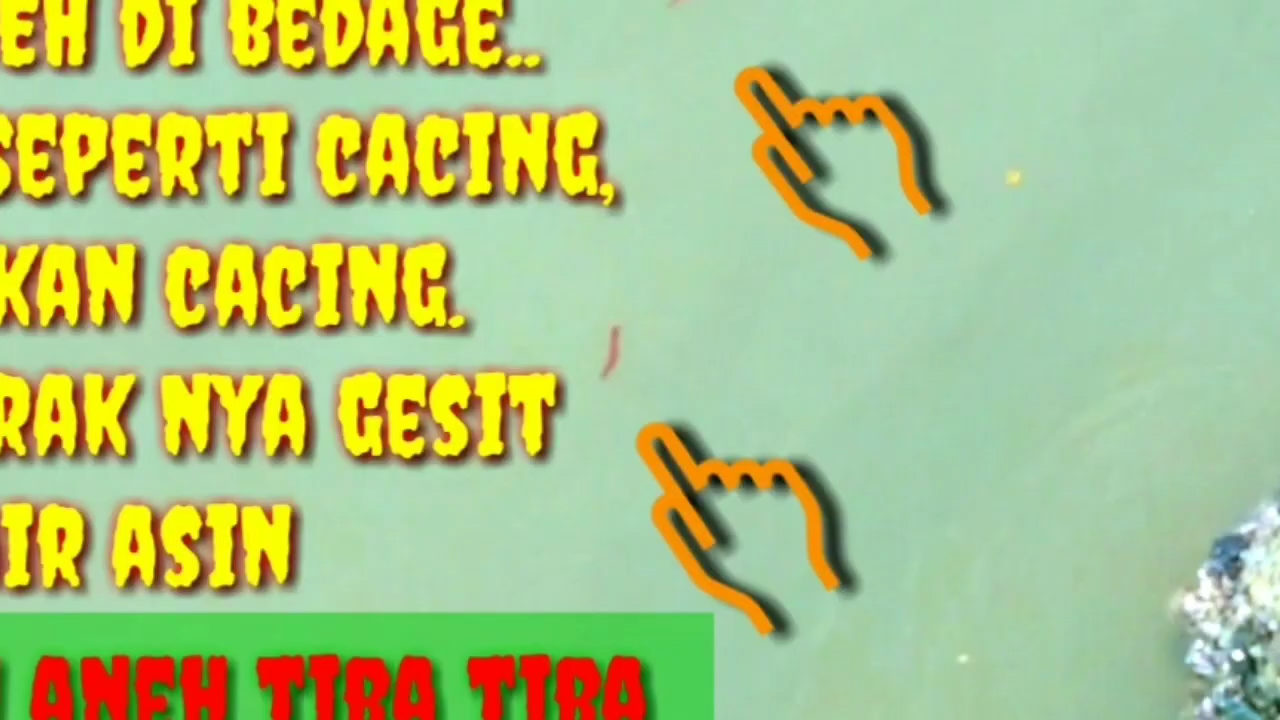 EH DI BEDAGE..
SEPERTI CACING,
KAN CACING.
RAK NYA GESIT
IR ASIN
ANEH TIRA TIRA